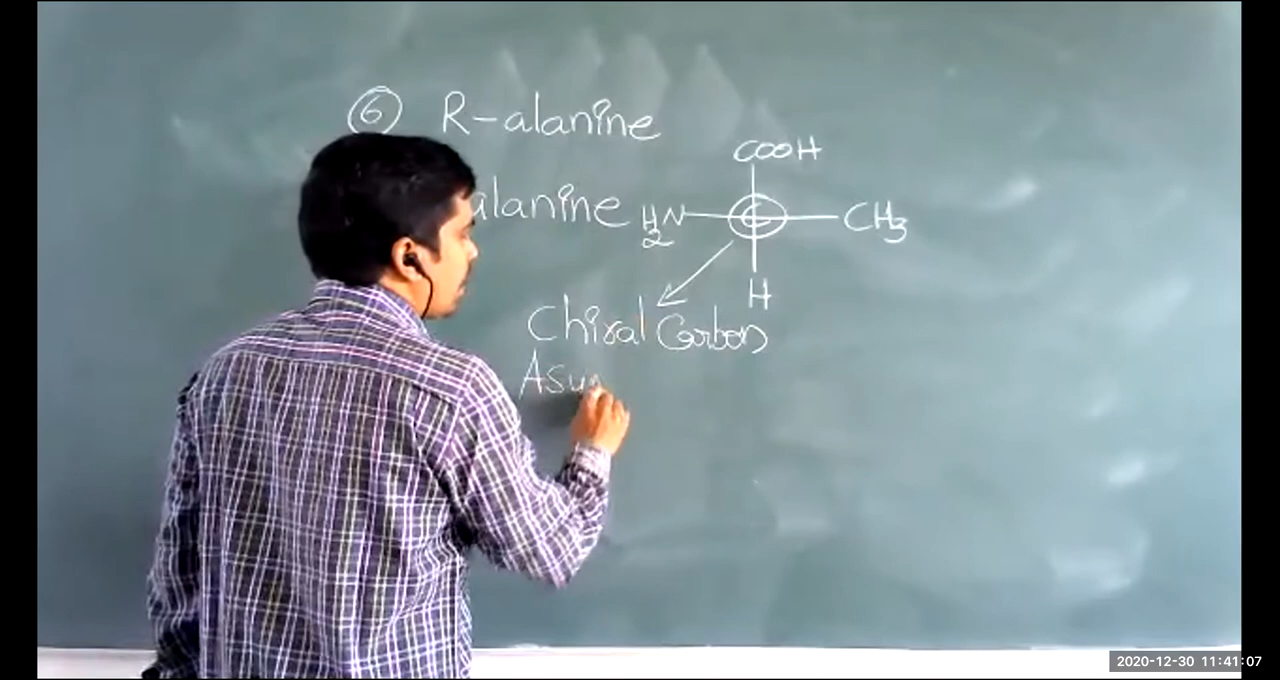 6 R-alanine
COOH
alanine H2N C CH3
H
Chiral Carbon
Asy
2020-12-30 11:41:07